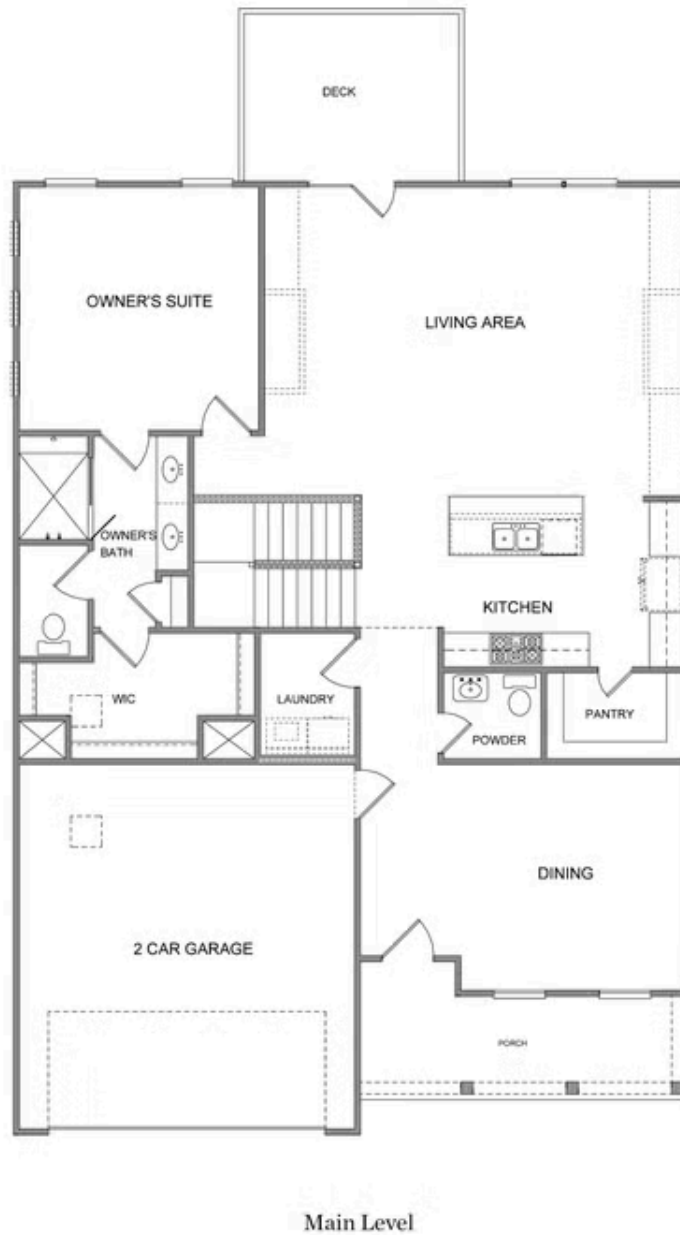 DECK
OWNER'S SUITE
LIVING AREA
OWNER'S
BATH
KITCHEN
WIC
LAUNDRY
POWDER
PANTRY
DINING
2 CAR GARAGE
PORCH
Main Level